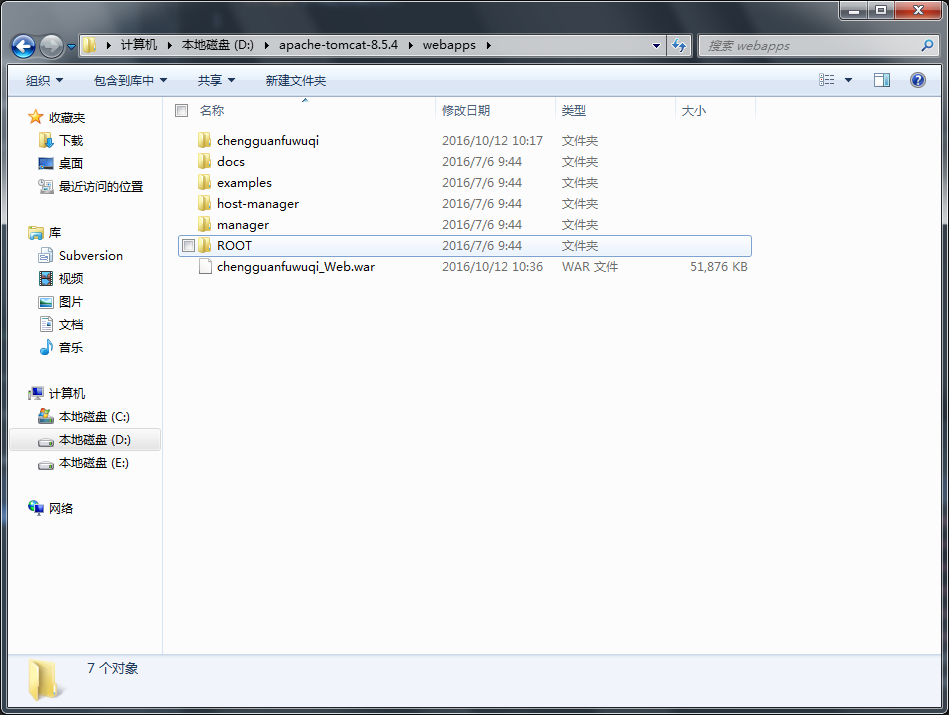 计算机 本地磁盘 (D:) apache-tomcat-8.5.4 webapps 搜索 webapps
组织 包含到库中 共享 新建文件夹
收藏夹
下载
桌面
最近访问的位置
库
Subversion
视频
图片
文档
音乐
计算机
本地磁盘 (C:)
本地磁盘 (D:)
本地磁盘 (E:)
网络
名称 修改日期 类型 大小
chengguanfuwuqi 2016/10/12 10:17 文件夹
docs 2016/7/6 9:44 文件夹
examples 2016/7/6 9:44 文件夹
host-manager 2016/7/6 9:44 文件夹
manager 2016/7/6 9:44 文件夹
ROOT 2016/7/6 9:44 文件夹
chengguanfuwuqi_Web.war 2016/10/12 10:36 WAR 文件 51,876 KB
7 个对象